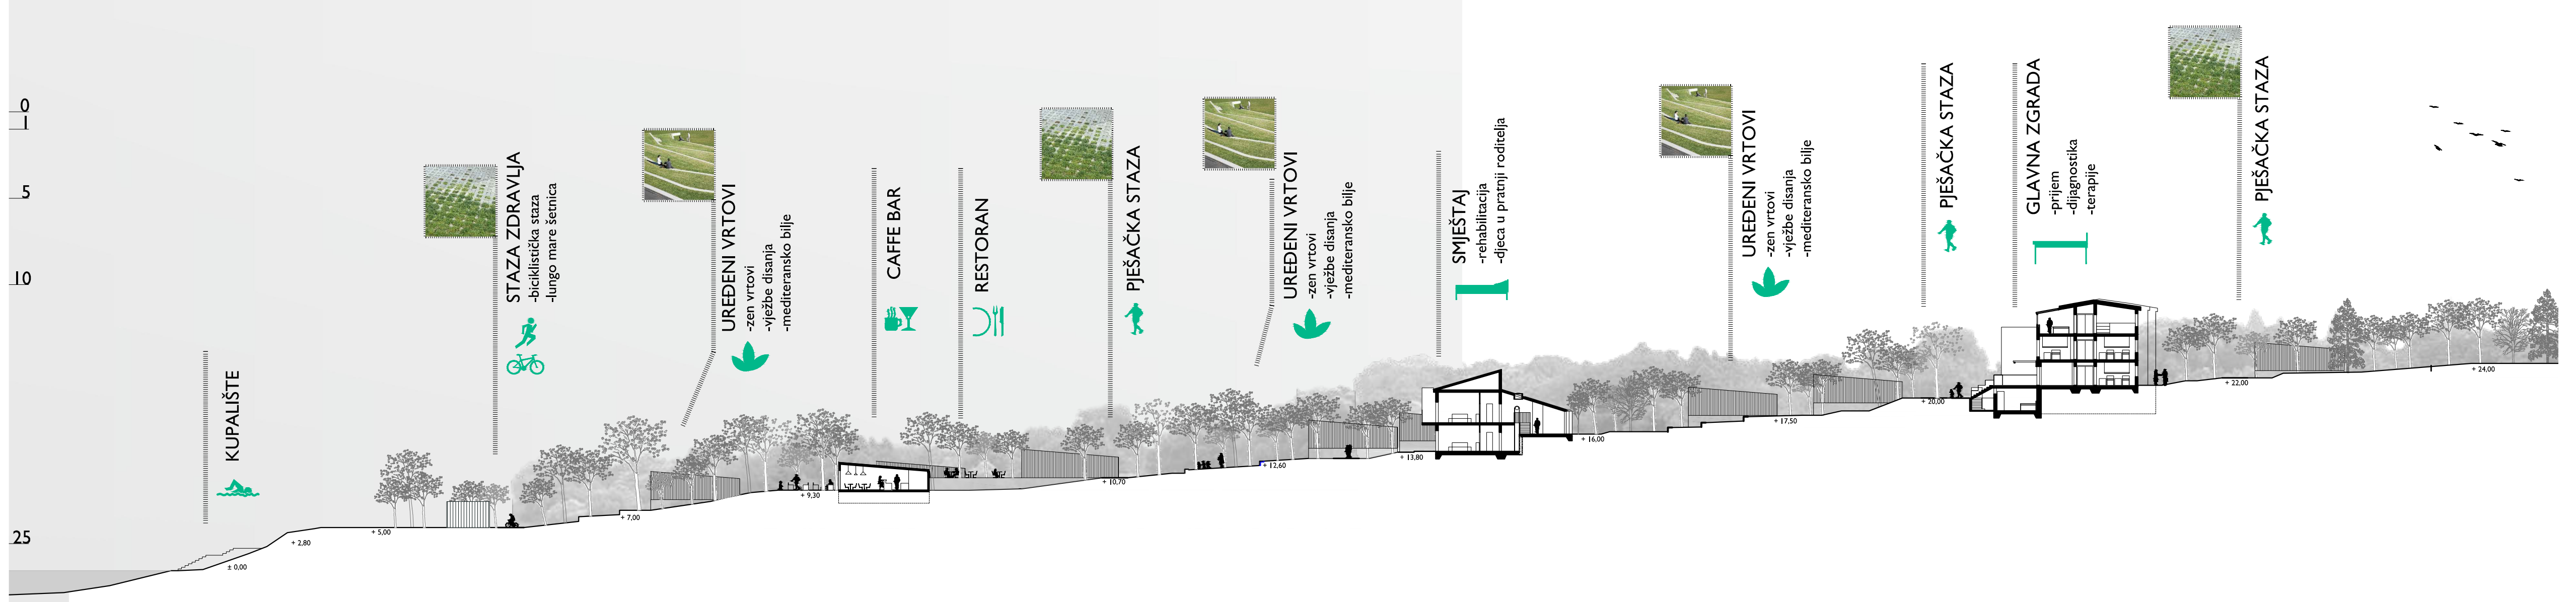 0
1
5
10
25
KUPALIŠTE
STAZA ZDRAVLJA
-biciklistička staza
-lungo mare šetnica
UREĐENI VRTOVI
-zen vrtovi
-vježbe disanja
-mediteransko bilje
CAFFE BAR
RESTORAN
PJEŠAČKA STAZA
UREĐENI VRTOVI
-zen vrtovi
-vježbe disanja
-mediteransko bilje
SMJEŠTAJ
-rehabilitacija
-djeca u pratnji roditelja
UREĐENI VRTOVI
-zen vrtovi
-vježbe disanja
-mediteransko bilje
PJEŠAČKA STAZA
GLAVNA ZGRADA
-prijem
-dijagnostika
-terapije
PJEŠAČKA STAZA
± 0,00
+ 2,80
+ 5,00
+ 7,00
+ 9,30
+ 10,70
+ 12,60
+ 13,80
+ 16,00
+ 17,50
+ 20,00
+ 22,00
+ 24,00